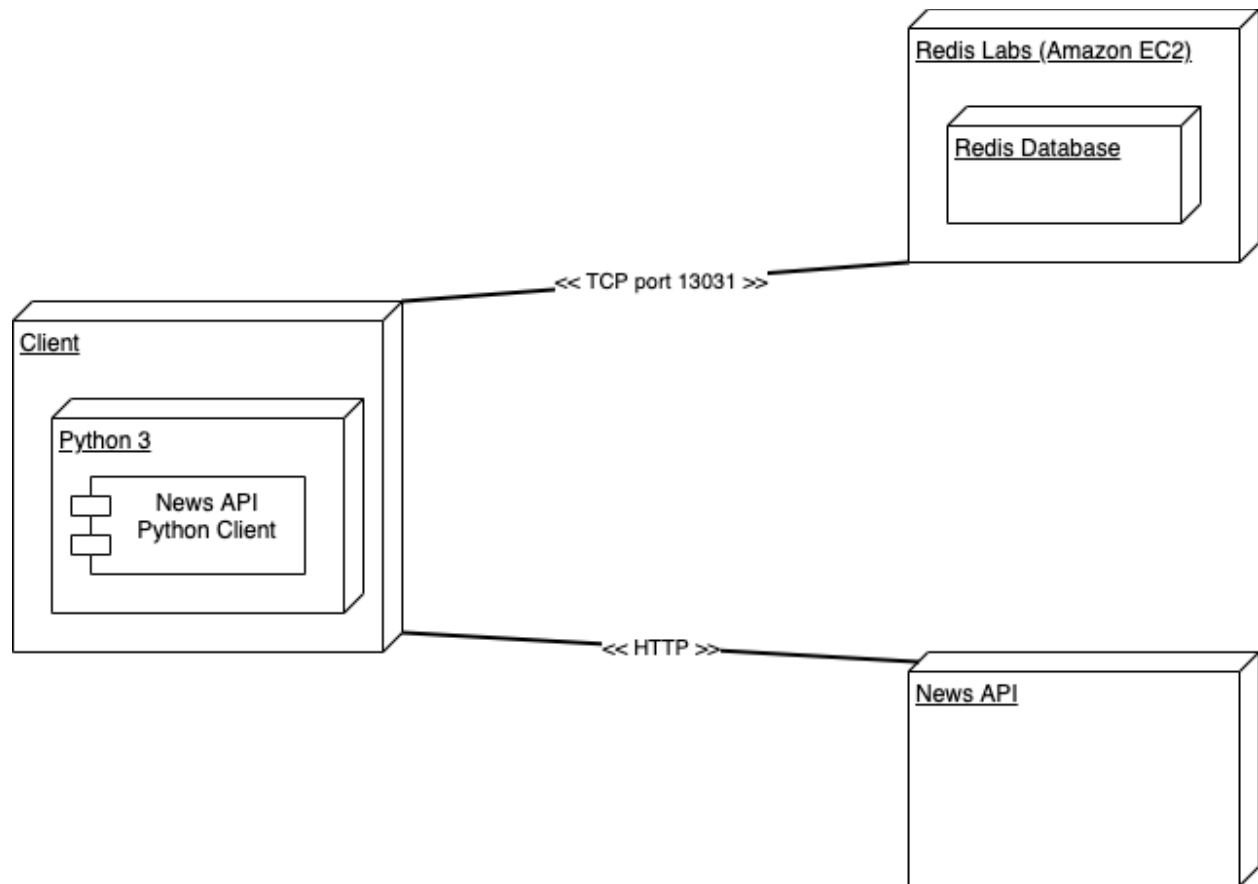 Redis Labs (Amazon EC2)
Redis Database
<< TCP port 13031 >>
Client
Python 3
News API
Python Client
<< HTTP >>
News API